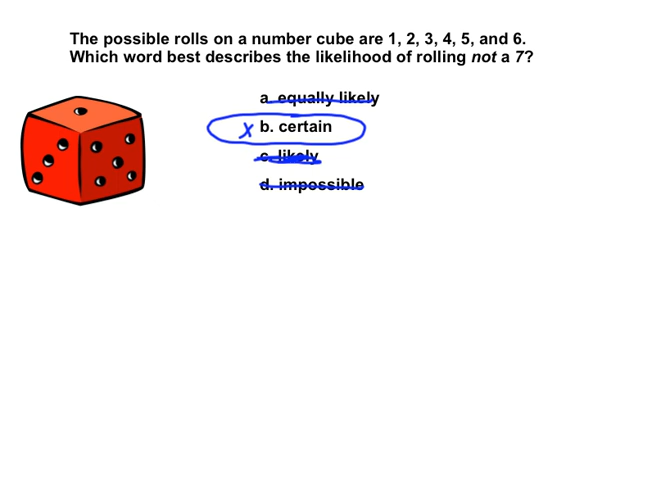 The possible rolls on a number cube are 1, 2, 3, 4, 5, and 6.
Which word best describes the likelihood of rolling not a 7?
a. equally likely
x b. certain
c. likely
d. impossible